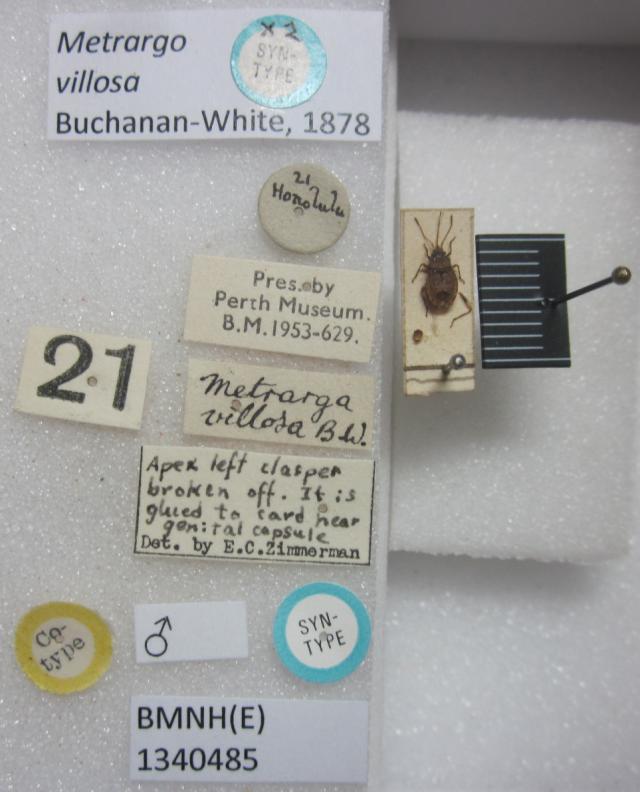 Metrargo
villosa
Buchanan-White, 1878
x 2
SYN-
TYPE
21
Honolulu
Pres. by
Perth Museum.
B.M.1953-629.
21
Metrarga
villosa B.W.
Apex left clasper
broken off. It is
glued to card near
genital capsule
Det. by E.C.Zimmerman
Co-
type
♂
SYN-
TYPE
BMNH(E)
1340485